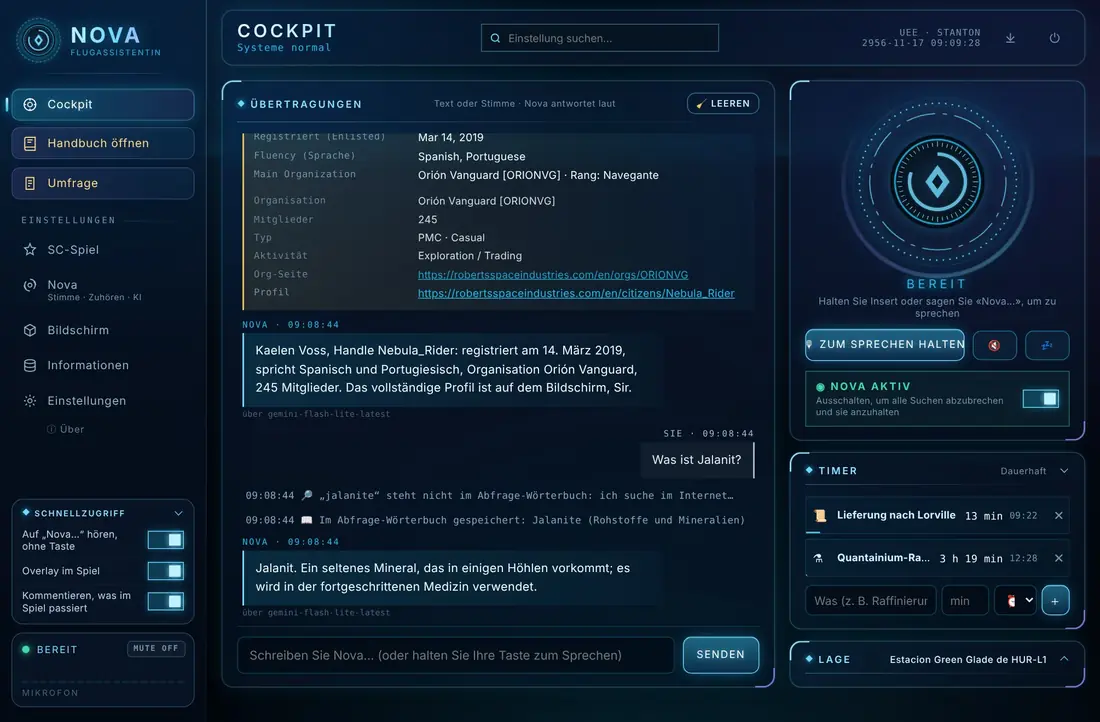 NOVA
FLUGASSISTENTIN
Cockpit
Handbuch öffnen
Umfrage
EINSTELLUNGEN
SC-Spiel
Nova
Stimme · Zuhören · KI
Bildschirm
Informationen
Einstellungen
ⓘ Über
SCHNELLZUGRIFF
Auf „Nova…“ hören,
ohne Taste
Overlay im Spiel
Kommentieren, was im
Spiel passiert
BEREIT
MUTE OFF
MIKROFON
COCKPIT
Systeme normal
Einstellung suchen…
UEE · STANTON
2956-11-17 09:09:28
ÜBERTRAGUNGEN
Text oder Stimme · Nova antwortet laut
LEEREN
Registriert (Enlisted) Mar 14, 2019
Fluency (Sprache) Spanish, Portuguese
Main Organization Orión Vanguard [ORIONVG] · Rang: Navegante
Organisation Orión Vanguard [ORIONVG]
Mitglieder 245
Typ PMC · Casual
Aktivität Exploration / Trading
Org-Seite https://robertsspaceindustries.com/en/orgs/ORIONVG
Profil https://robertsspaceindustries.com/en/citizens/Nebula_Rider
NOVA · 09:08:44
Kaelen Voss, Handle Nebula_Rider: registriert am 14. März 2019,
spricht Spanisch und Portugiesisch, Organisation Orión Vanguard,
245 Mitglieder. Das vollständige Profil ist auf dem Bildschirm, Sir.
über gemini-flash-lite-latest
SIE · 09:08:44
Was ist Jalanit?
09:08:44 🔎 „jalanite“ steht nicht im Abfrage-Wörterbuch: ich suche im Internet…
09:08:44 📖 Im Abfrage-Wörterbuch gespeichert: Jalanite (Rohstoffe und Mineralien)
NOVA · 09:08:44
Jalanit. Ein seltenes Mineral, das in einigen Höhlen vorkommt; es
wird in der fortgeschrittenen Medizin verwendet.
über gemini-flash-lite-latest
Schreiben Sie Nova… (oder halten Sie Ihre Taste zum Sprechen)
SENDEN
BEREIT
Halten Sie Insert oder sagen Sie «Nova…», um zu
sprechen
ZUM SPRECHEN HALTEN
NOVA AKTIV
Ausschalten, um alle Suchen abzubrechen
und sie anzuhalten
TIMER
Dauerhaft
Lieferung nach Lorville 13 min 09:22
Quantainium-Ra… 3 h 19 min 12:28
Was (z. B. Raffinierur
min
+
LAGE
Estacion Green Glade de HUR-L1